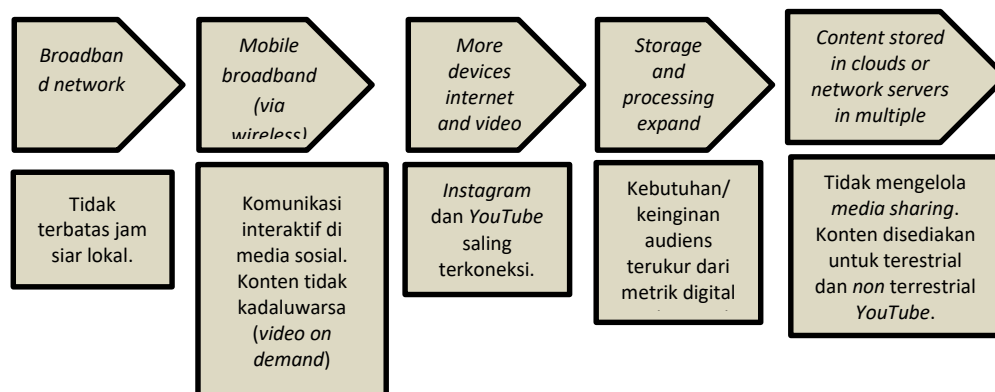 Broadban
d network
Mobile
broadband
(via
wireless)
More
devices
internet
and video
Storage
and
processing
expand
Content stored
in clouds or
network servers
in multiple
Tidak
terbatas jam
siar lokal.
Komunikasi
interaktif di
media sosial.
Konten tidak
kadaluwarsa
(video on
demand)
Instagram
dan YouTube
saling
terkoneksi.
Kebutuhan/
keinginan
audiens
terukur dari
metrik digital
Tidak mengelola
media sharing.
Konten disediakan
untuk terestrial
dan non terrestrial
YouTube.